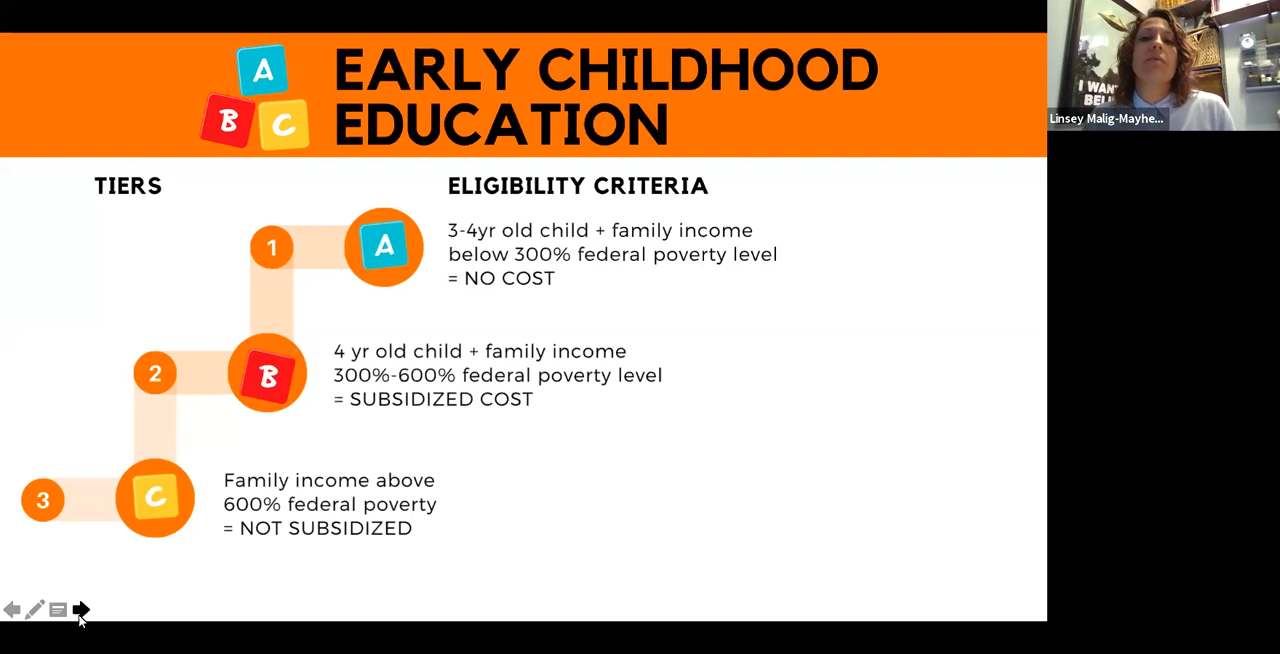 A
B
C
EARLY CHILDHOOD
EDUCATION
TIERS
ELIGIBILITY CRITERIA
1
A
3-4yr old child + family income
below 300% federal poverty level
= NO COST
2
B
4 yr old child + family income
300%-600% federal poverty level
= SUBSIDIZED COST
3
C
Family income above
600% federal poverty
= NOT SUBSIDIZED
I WAN
BEL
Linsey Malig-Mayhe...